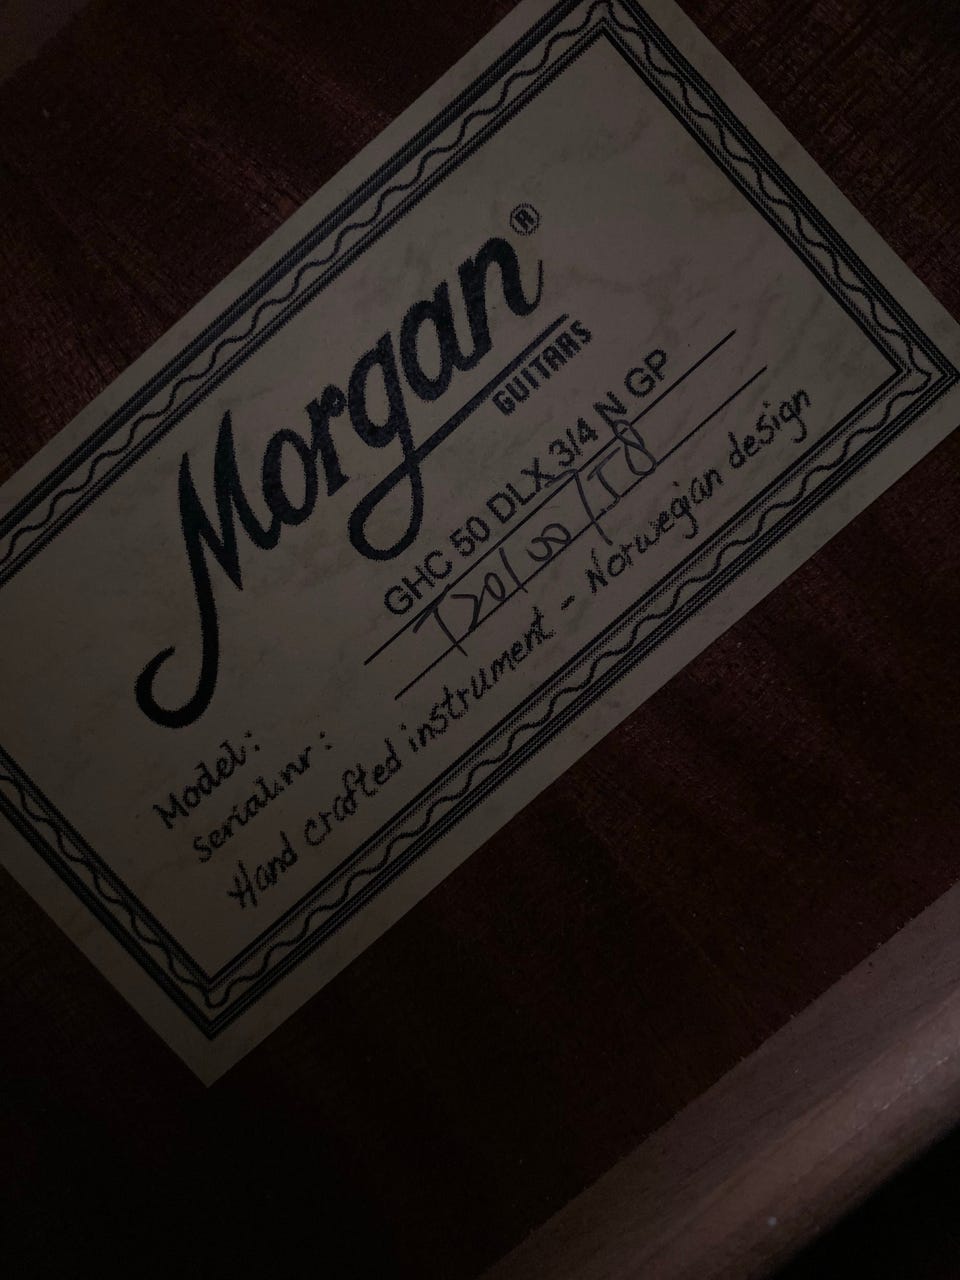 Morgan®
GUITARS
Model: GHC 50 DLX 3/4 N GP
serial.nr:
Hand crafted instrument - Norwegian design